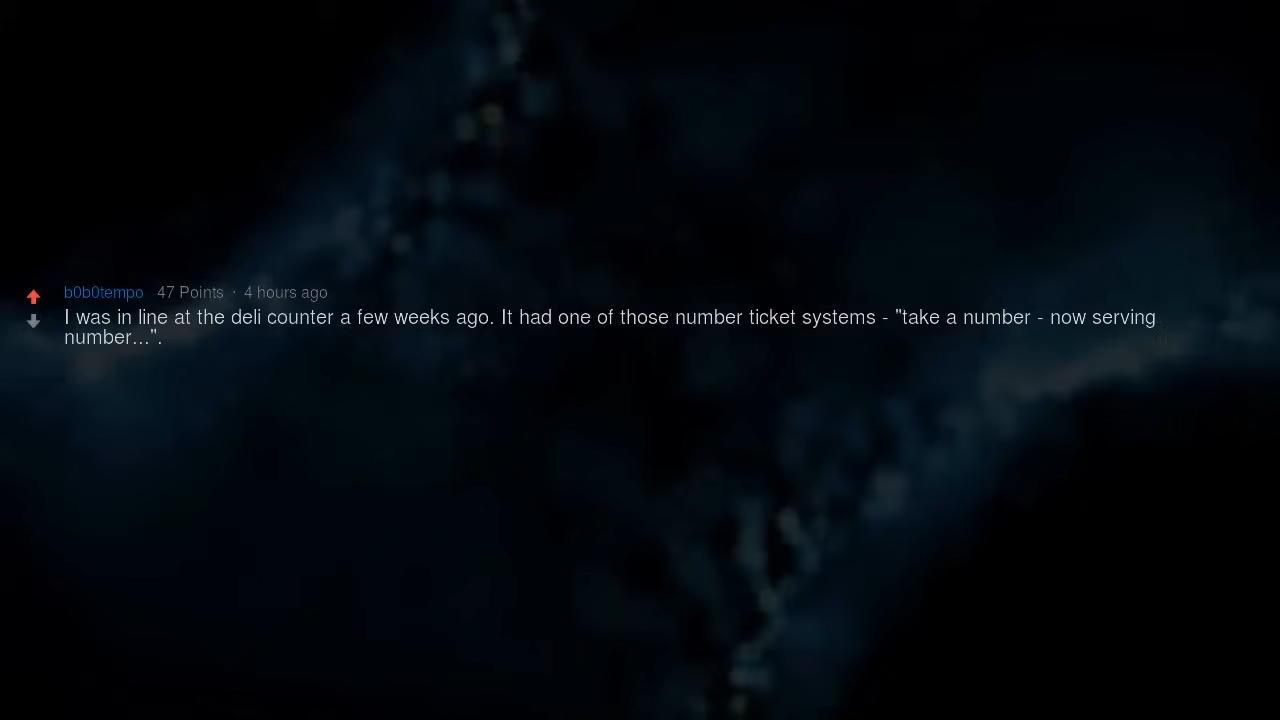 b0b0tempo 47 Points · 4 hours ago
I was in line at the deli counter a few weeks ago. It had one of those number ticket systems - "take a number - now serving
number...".